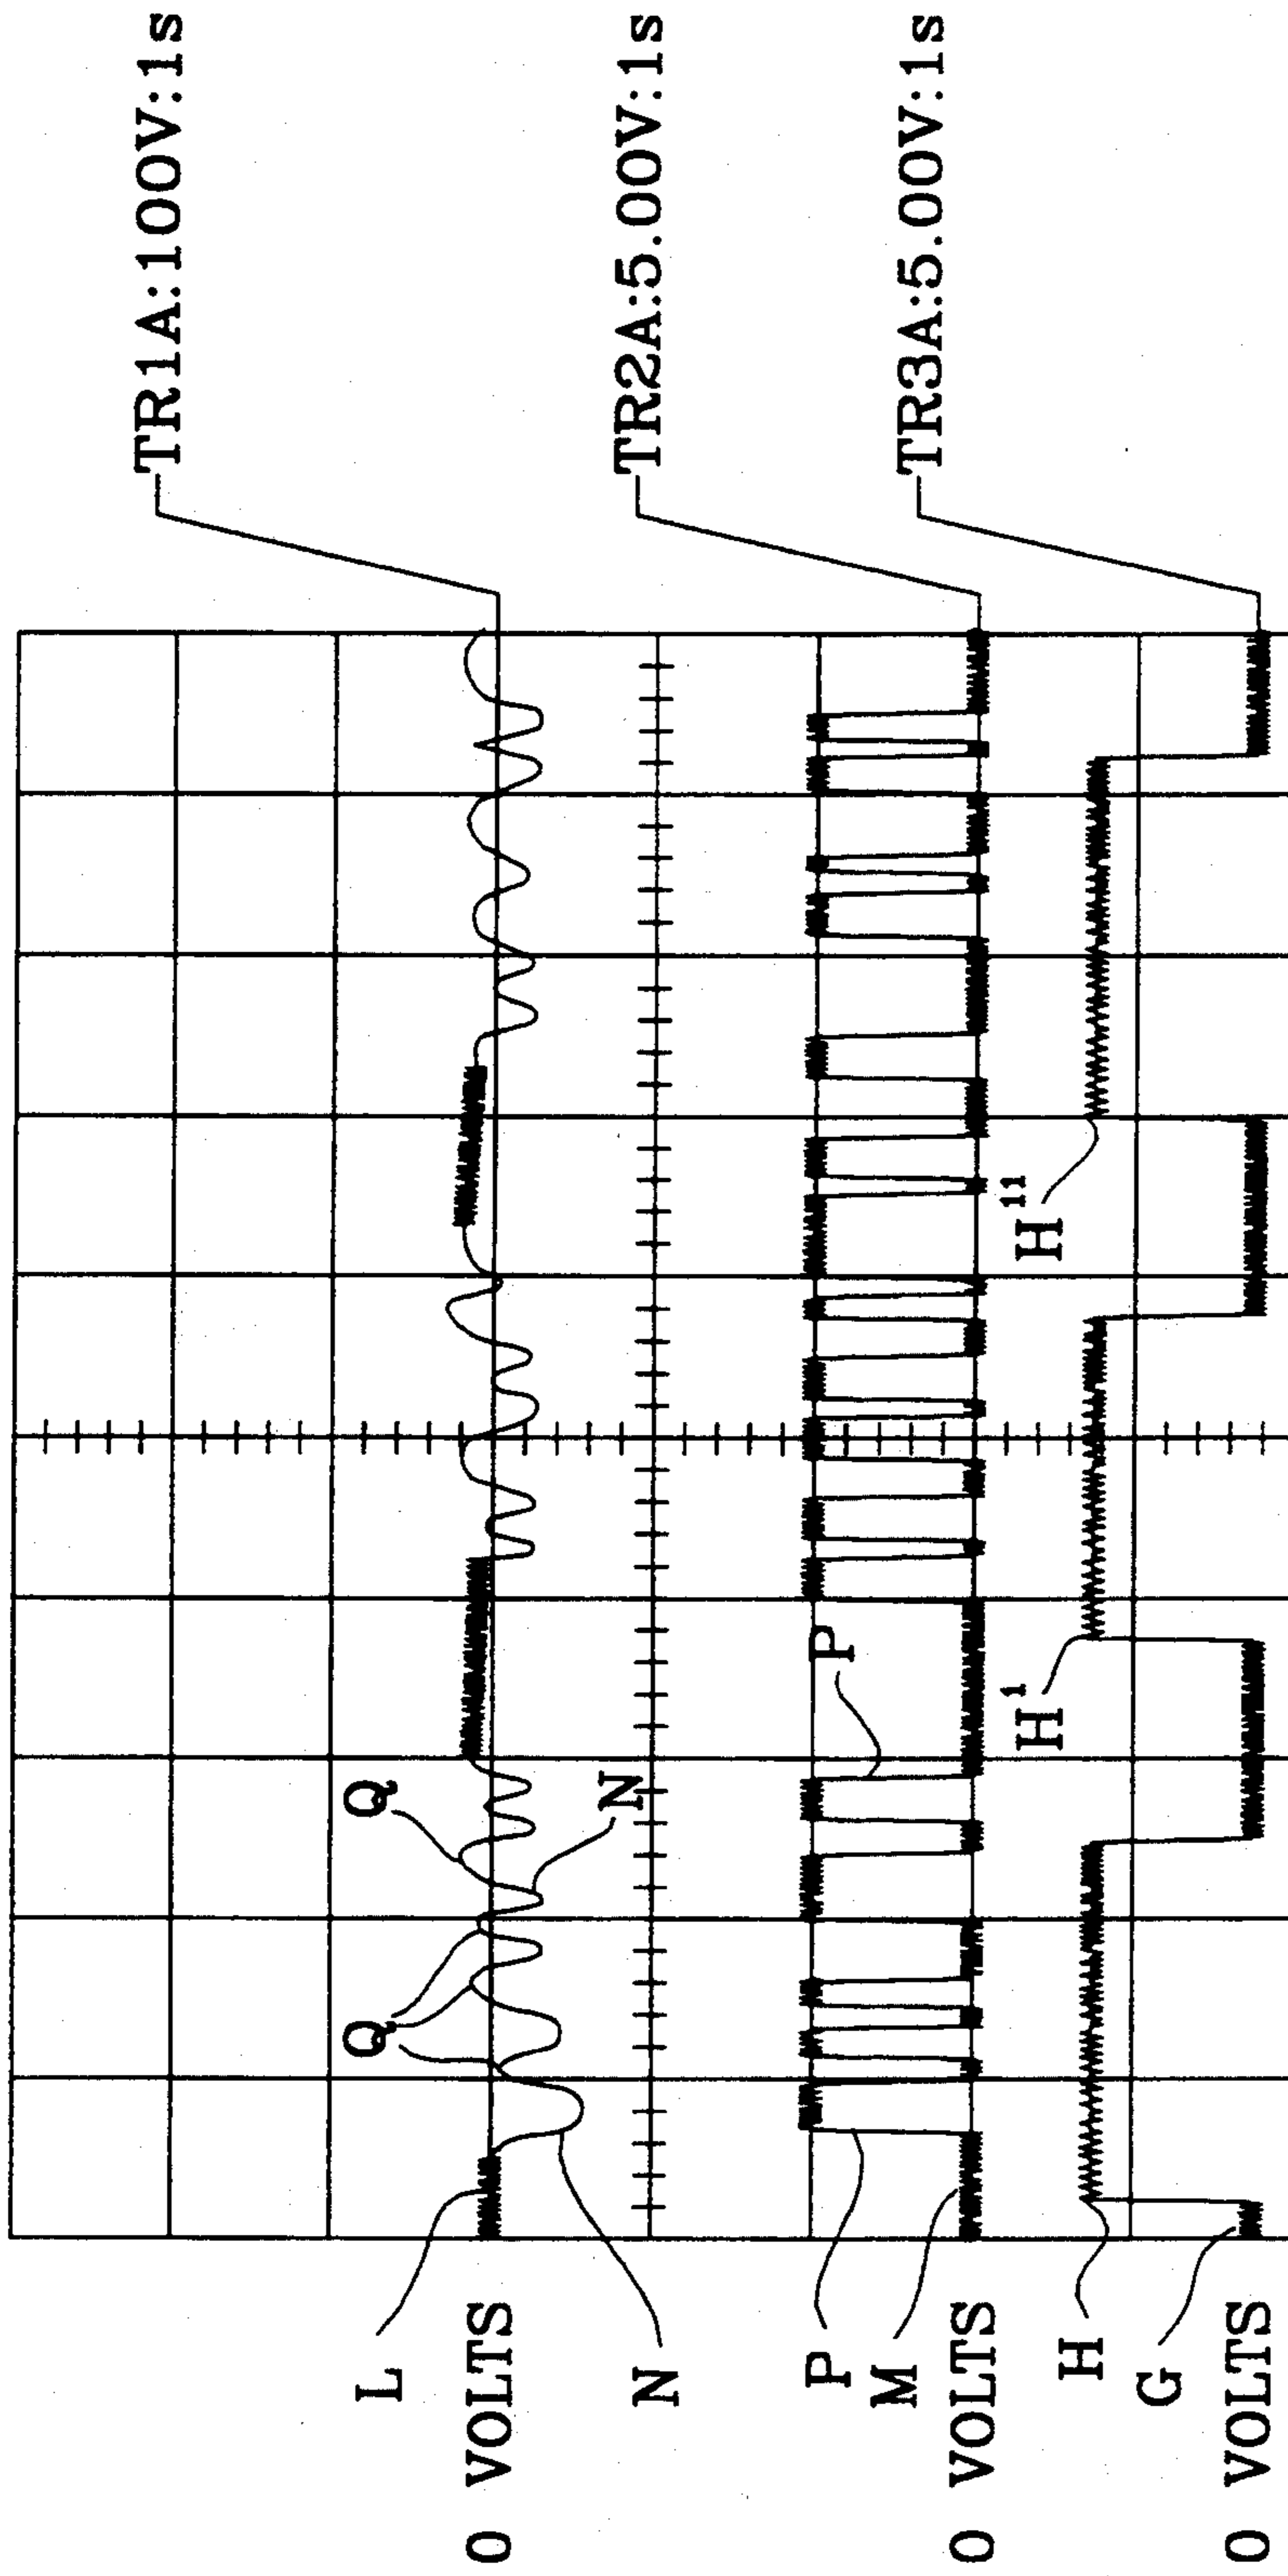 TR1A:100V:1s
TR2A:5.00V:1s
TR3A:5.00V:1s
Q
Q
N
P
H¹
H¹¹
L
0 VOLTS
N
P
M
0 VOLTS
H
G
0 VOLTS